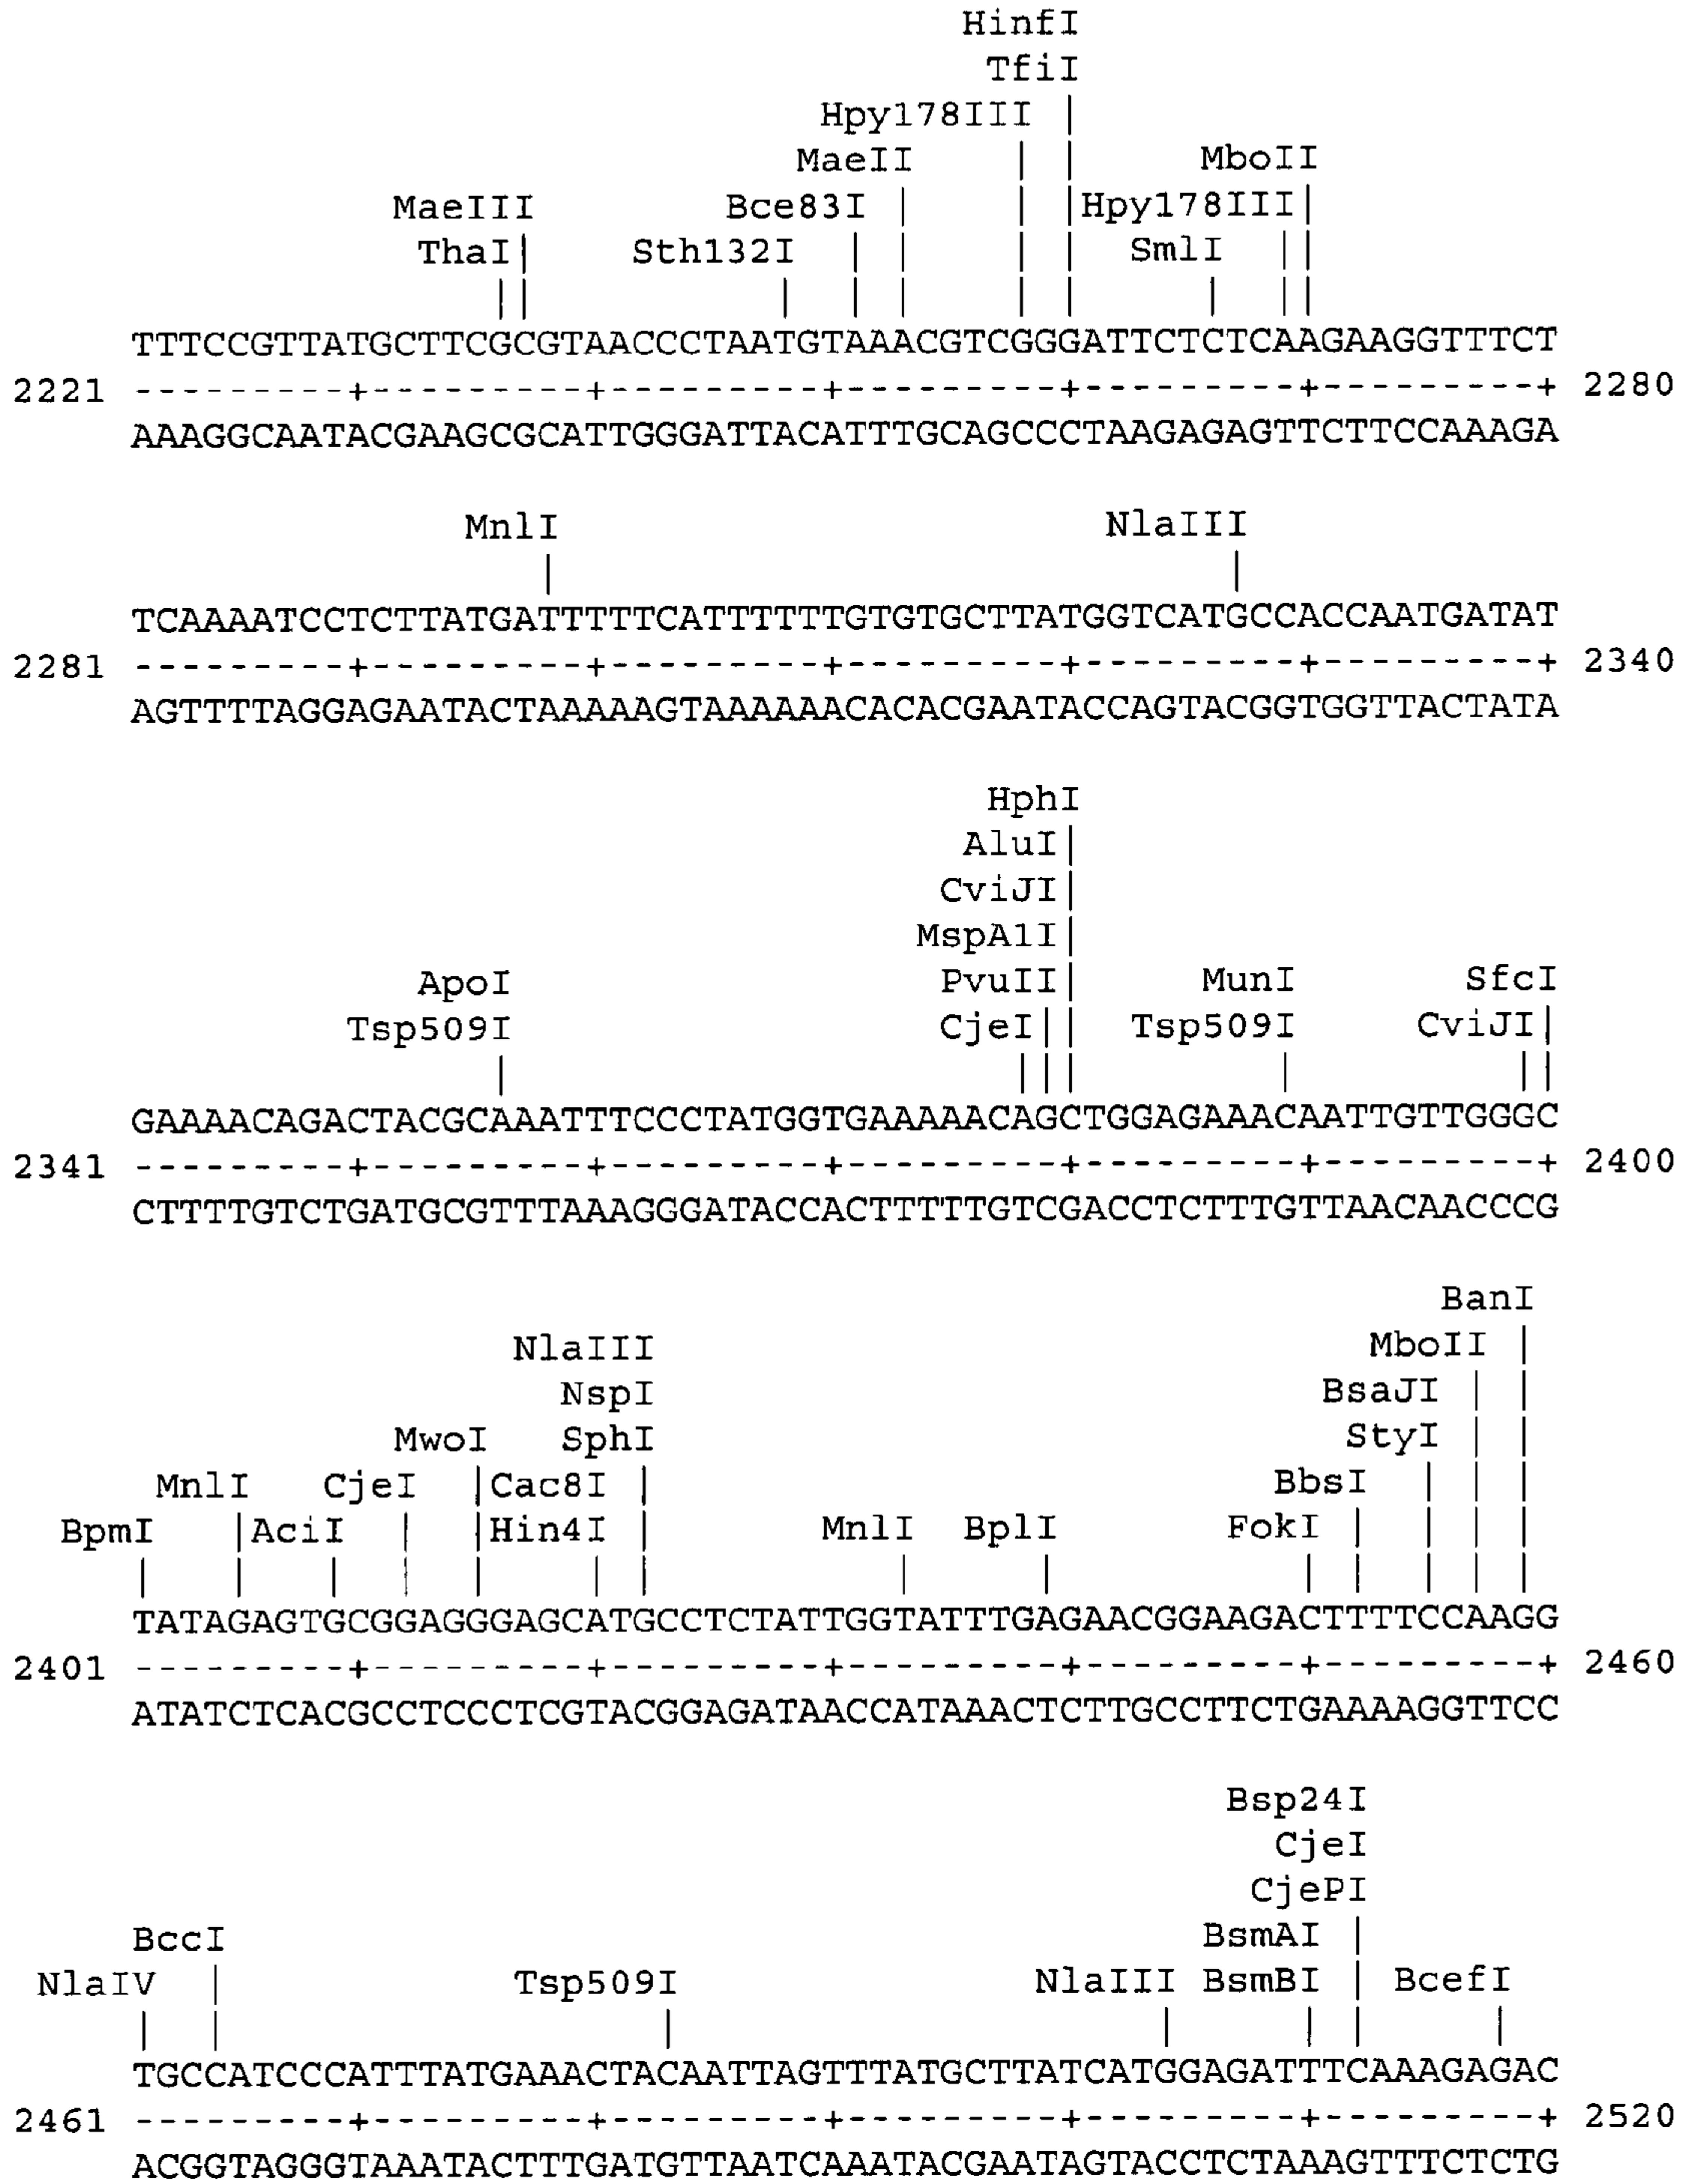 HinfI
TfiI
Hpy178III |
MaeII | | MboII
MaeIII Bce83I | | |Hpy178III|
ThaI| Sth132I | | | | SmlI | |
|| | | | | | | ||
TTTCCGTTATGCTTCGCGTAACCCTAATGTAAACGTCGGGATTCTCTCAAGAAGGTTTCT
2221 ---------+---------+---------+---------+---------+---------+ 2280
AAAGGCAATACGAAGCGCATTGGGATTACATTTGCAGCCCTAAGAGAGTTCTTCCAAAGA
MnlI NlaIII
| |
TCAAAATCCTCTTATGATTTTTCATTTTTTGTGTGCTTATGGTCATGCCACCAATGATAT
2281 ---------+---------+---------+---------+---------+---------+ 2340
AGTTTTAGGAGAATACTAAAAAGTAAAAAACACACGAATACCAGTACGGTGGTTACTATA
HphI
AluI|
CviJI|
MspA1I|
ApoI PvuII| MunI SfcI
Tsp509I CjeI|| Tsp509I CviJI|
| ||| | ||
GAAAACAGACTACGCAAATTTCCCTATGGTGAAAAACAGCTGGAGAAACAATTGTTGGGC
2341 ---------+---------+---------+---------+---------+---------+ 2400
CTTTTGTCTGATGCGTTTAAAGGGATACCACTTTTTGTCGACCTCTTTGTTAACAACCCG
BanI
NlaIII MboII |
NspI BsaJI | |
MwoI SphI StyI | |
MnlI CjeI |Cac8I | BbsI | | |
BpmI |AciI | |Hin4I | MnlI BplI FokI | | | |
| | | | | | | | | | | | | |
TATAGAGTGCGGAGGGAGCATGCCTCTATTGGTATTTGAGAACGGAAGACTTTTCCAAGG
2401 ---------+---------+---------+---------+---------+---------+ 2460
ATATCTCACGCCTCCCTCGTACGGAGATAACCATAAACTCTTGCCTTCTGAAAAGGTTCC
Bsp24I
CjeI
CjePI
BccI BsmAI |
NlaIV | Tsp509I NlaIII BsmBI | BcefI
| | | | | | |
TGCCATCCCATTTATGAAACTACAATTAGTTTATGCTTATCATGGAGATTTCAAAGAGAC
2461 ---------+---------+---------+---------+---------+---------+ 2520
ACGGTAGGGTAAATACTTTGATGTTAATCAAATACGAATAGTACCTCTAAAGTTTCTCTG